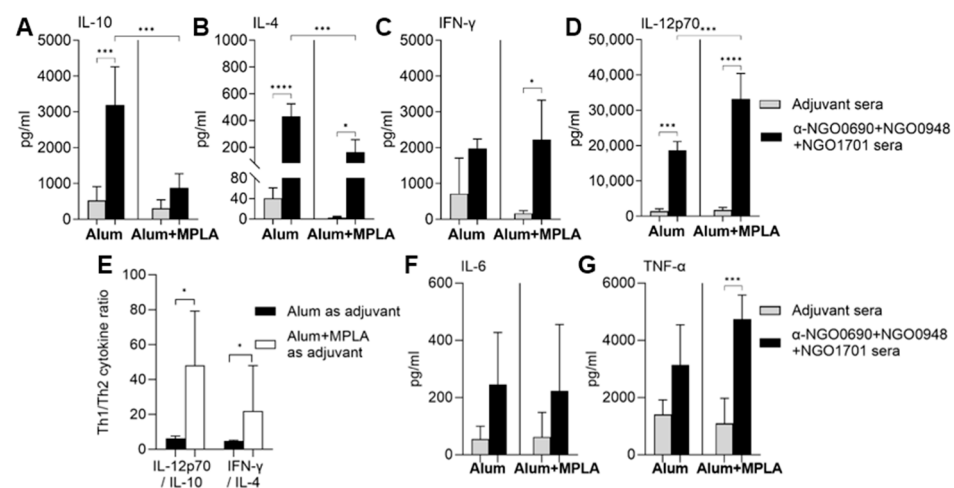 A IL-10
B IL-4
C IFN-γ
D IL-12p70
***
***
***
50,000
5000
1000
5000
***
800
****
4000
4000
40,000
600
***
****
*
Adjuvant sera
3000
400
3000
30,000
***
pg/ml
pg/ml
*
pg/ml
pg/ml
α-NGO0690+NGO0948
+NGO1701 sera
200
2000
2000
20,000
80
1000
40
1000
10,000
0
0
0
0
Alum Alum+MPLA
Alum Alum+MPLA
Alum Alum+MPLA
Alum Alum+MPLA
E
F IL-6
G TNF-α
100
600
6000
***
80
*
Alum as adjuvant
Adjuvant sera
Th1/Th2 cytokine ratio
60
Alum+MPLA
as adjuvant
400
4000
α-NGO0690+NGO0948
+NGO1701 sera
pg/ml
pg/ml
40
*
200
2000
20
0
0
0
IL-12p70
/ IL-10
IFN-γ
/ IL-4
Alum Alum+MPLA
Alum Alum+MPLA